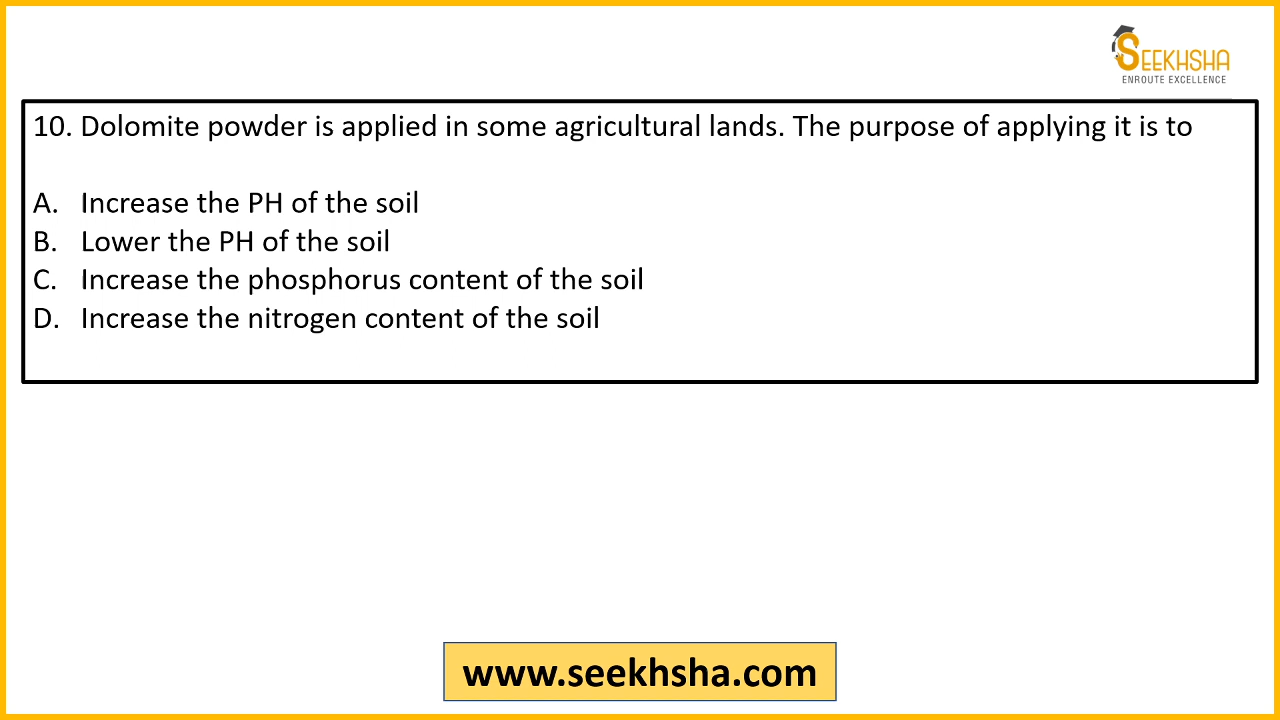 SEEKHSHA
ENROUTE EXCELLENCE
10. Dolomite powder is applied in some agricultural lands. The purpose of applying it is to
A. Increase the PH of the soil
B. Lower the PH of the soil
C. Increase the phosphorus content of the soil
D. Increase the nitrogen content of the soil
www.seekhsha.com